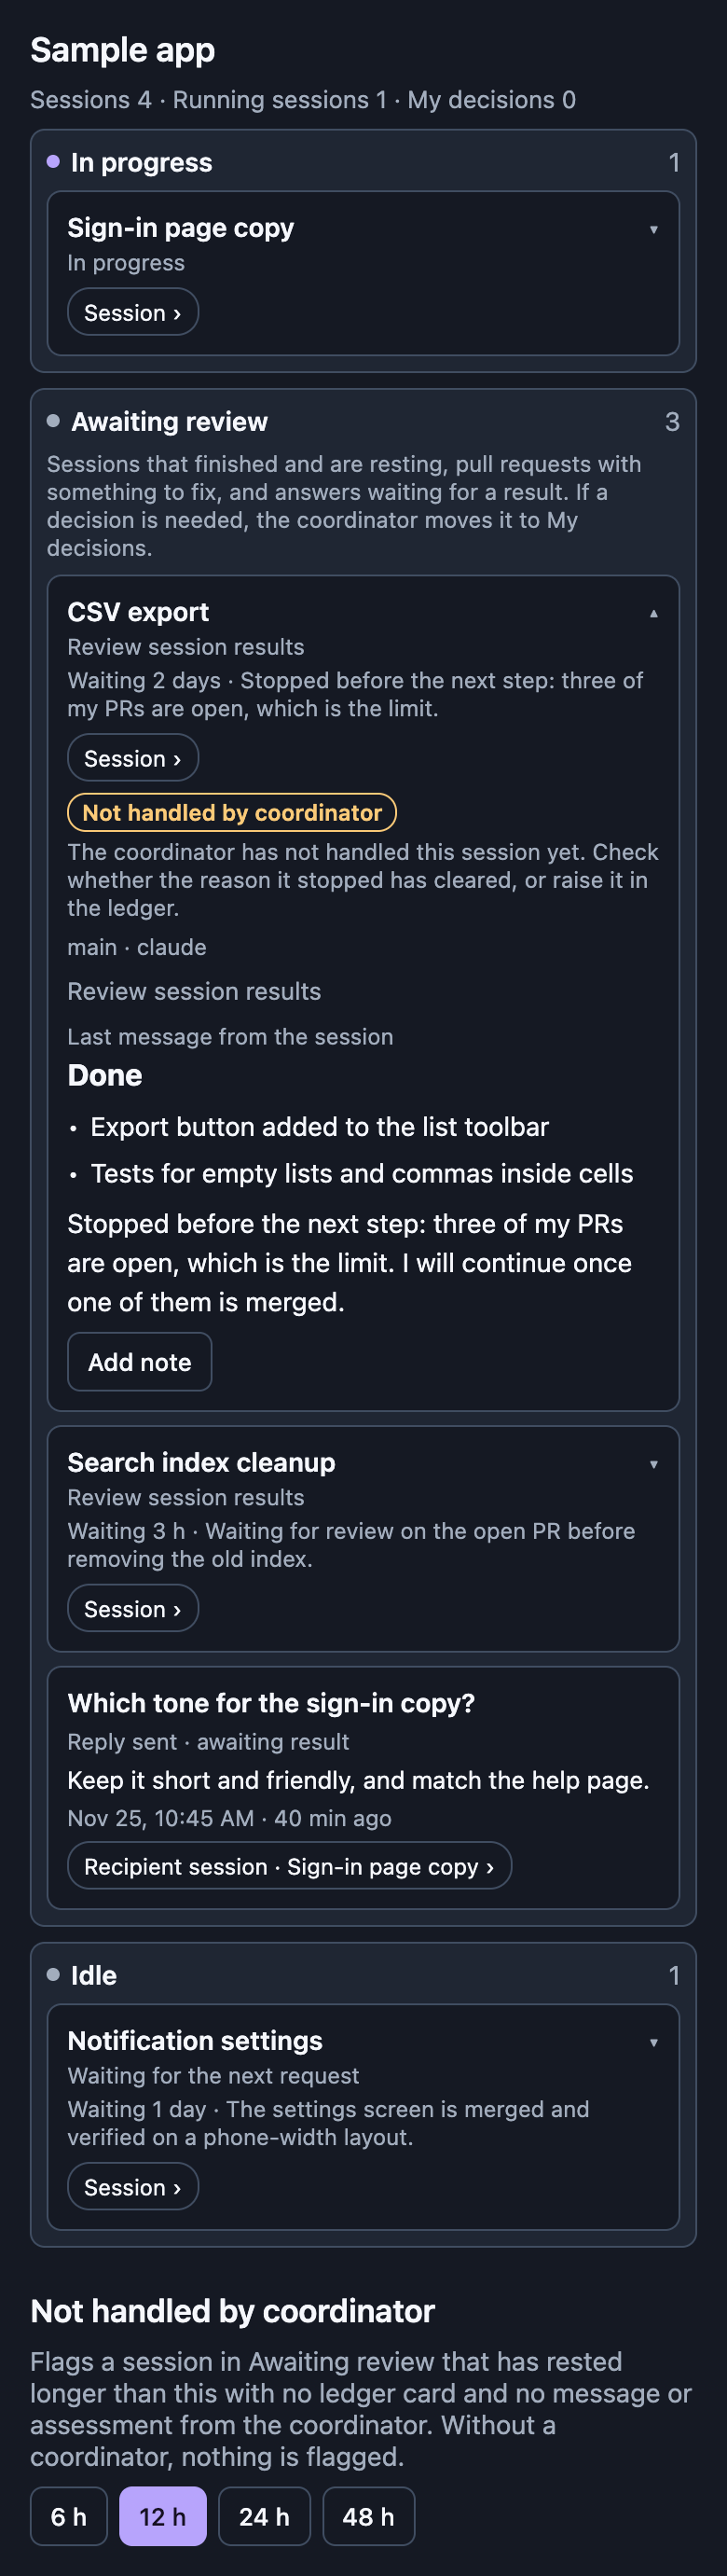 Sample app
Sessions 4 · Running sessions 1 · My decisions 0
In progress
1
Sign-in page copy
In progress
Session ›
Awaiting review
3
Sessions that finished and are resting, pull requests with
something to fix, and answers waiting for a result. If a
decision is needed, the coordinator moves it to My
decisions.
CSV export
Review session results
Waiting 2 days · Stopped before the next step: three of
my PRs are open, which is the limit.
Session ›
Not handled by coordinator
The coordinator has not handled this session yet. Check
whether the reason it stopped has cleared, or raise it in
the ledger.
main · claude
Review session results
Last message from the session
Done
• Export button added to the list toolbar
• Tests for empty lists and commas inside cells
Stopped before the next step: three of my PRs
are open, which is the limit. I will continue once
one of them is merged.
Add note
Search index cleanup
Review session results
Waiting 3 h · Waiting for review on the open PR before
removing the old index.
Session ›
Which tone for the sign-in copy?
Reply sent · awaiting result
Keep it short and friendly, and match the help page.
Nov 25, 10:45 AM · 40 min ago
Recipient session · Sign-in page copy ›
Idle
1
Notification settings
Waiting for the next request
Waiting 1 day · The settings screen is merged and
verified on a phone-width layout.
Session ›
Not handled by coordinator
Flags a session in Awaiting review that has rested
longer than this with no ledger card and no message or
assessment from the coordinator. Without a
coordinator, nothing is flagged.
6 h
12 h
24 h
48 h